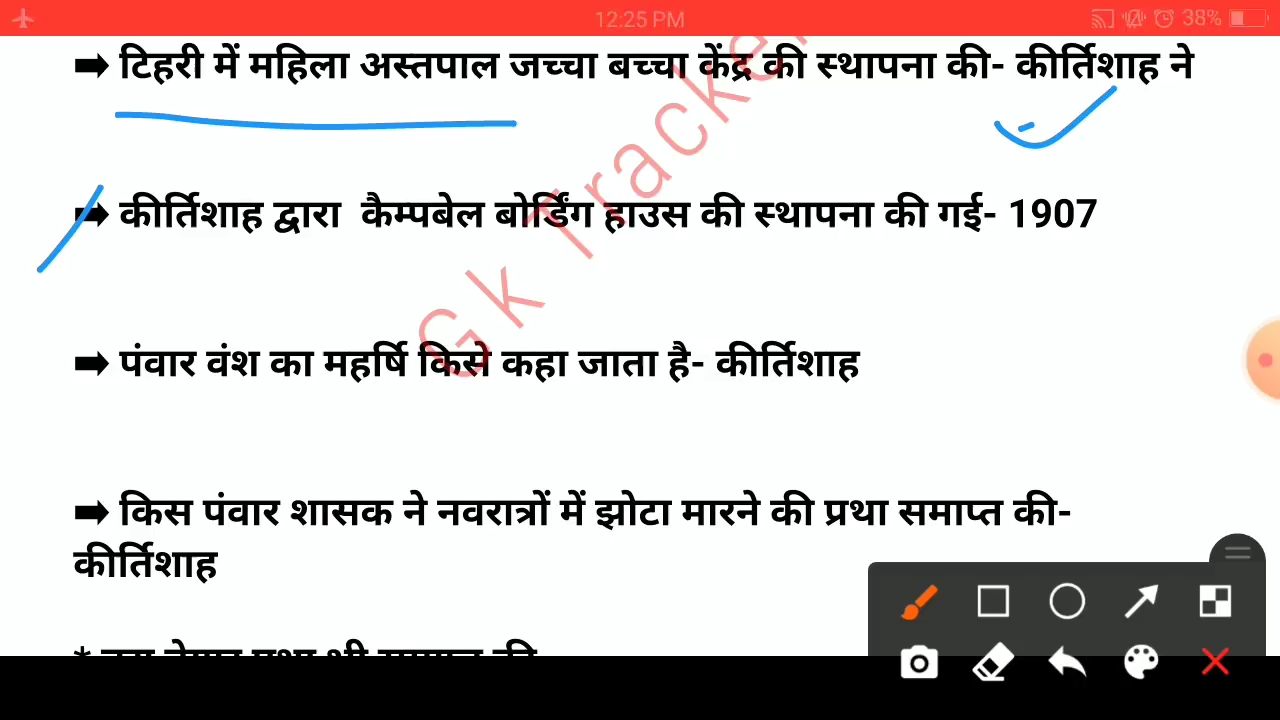 12:25 PM 38%
➡ टिहरी में महिला अस्तपाल जच्चा बच्चा केंद्र की स्थापना की- कीर्तिशाह ने
➡ कीर्तिशाह द्वारा कैम्पबेल बोर्डिंग हाउस की स्थापना की गई- 1907
➡ पंवार वंश का महर्षि किसे कहा जाता है- कीर्तिशाह
➡ किस पंवार शासक ने नवरात्रों में झोटा मारने की प्रथा समाप्त की-
कीर्तिशाह
Gk Tracker